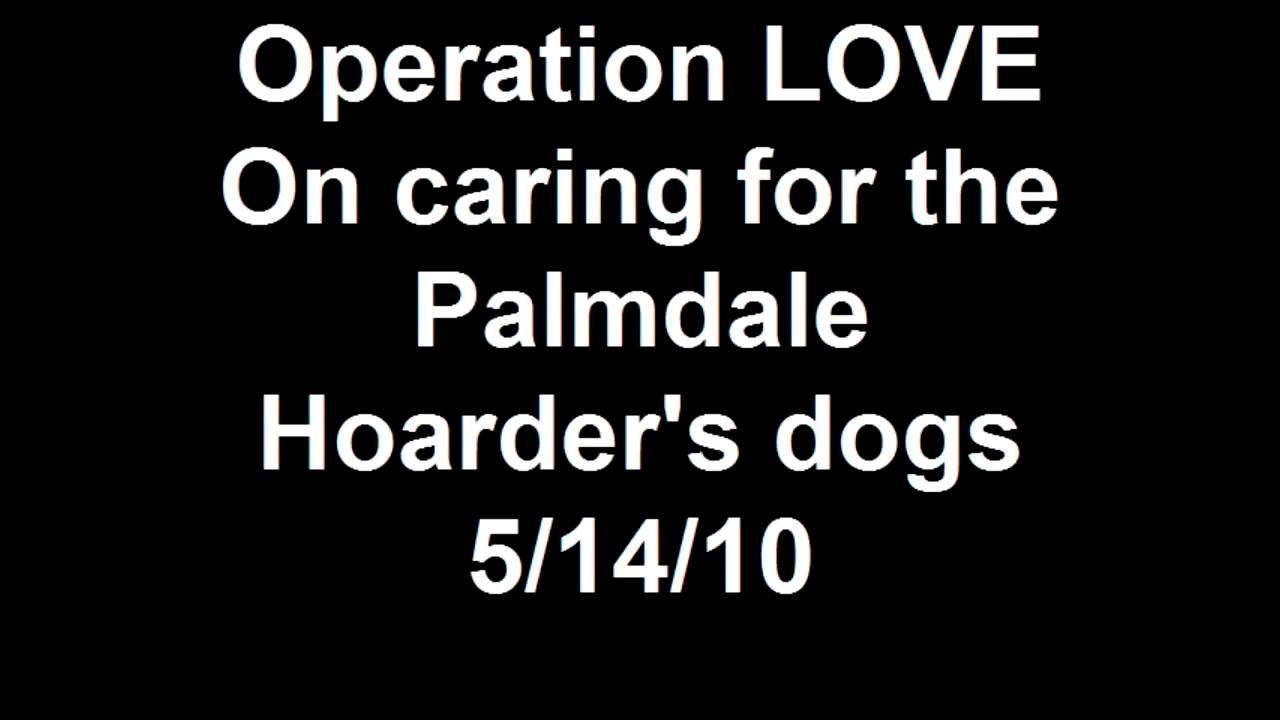 Operation LOVE
On caring for the
Palmdale
Hoarder's dogs
5/14/10